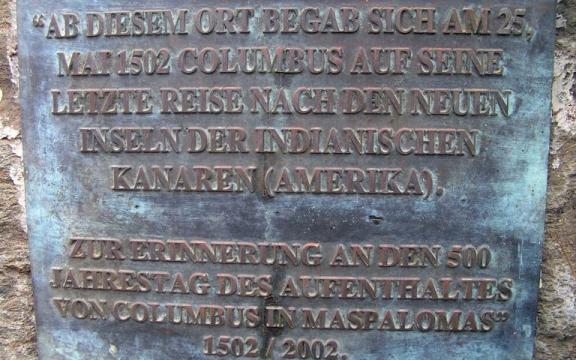 "AB DIESEM ORT BEGAB SICH AM 25.
MAI 1502 COLUMBUS AUF SEINE
LETZTE REISE NACH DEN NEUEN
INSELN DER INDIANISCHEN
KANAREN (AMERIKA).
ZUR ERINNERUNG AN DEN 500
JAHRESTAG DES AUFENTHALTES
VON COLUMBUS IN MASPALOMAS"
1502 / 2002.